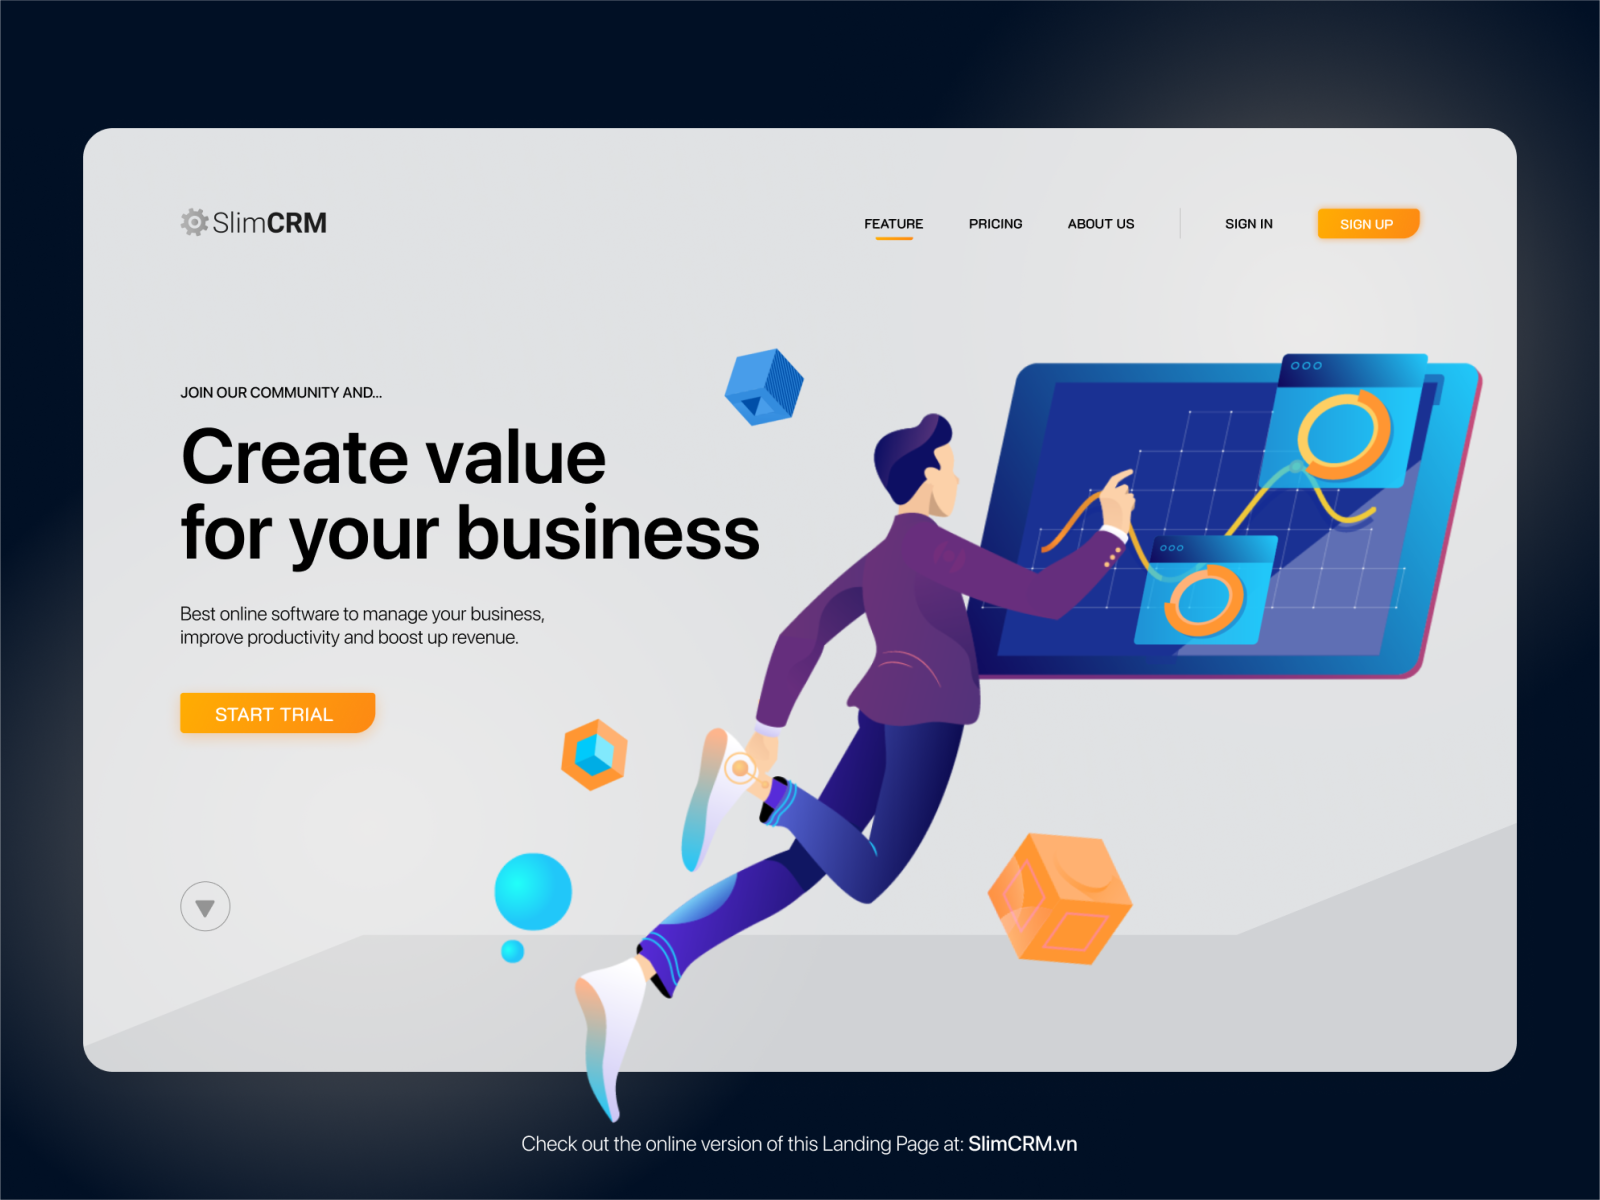 SlimCRM
FEATURE
PRICING
ABOUT US
SIGN IN
SIGN UP
JOIN OUR COMMUNITY AND...
Create value
for your business
Best online software to manage your business,
improve productivity and boost up revenue.
START TRIAL
Check out the online version of this Landing Page at: SlimCRM.vn